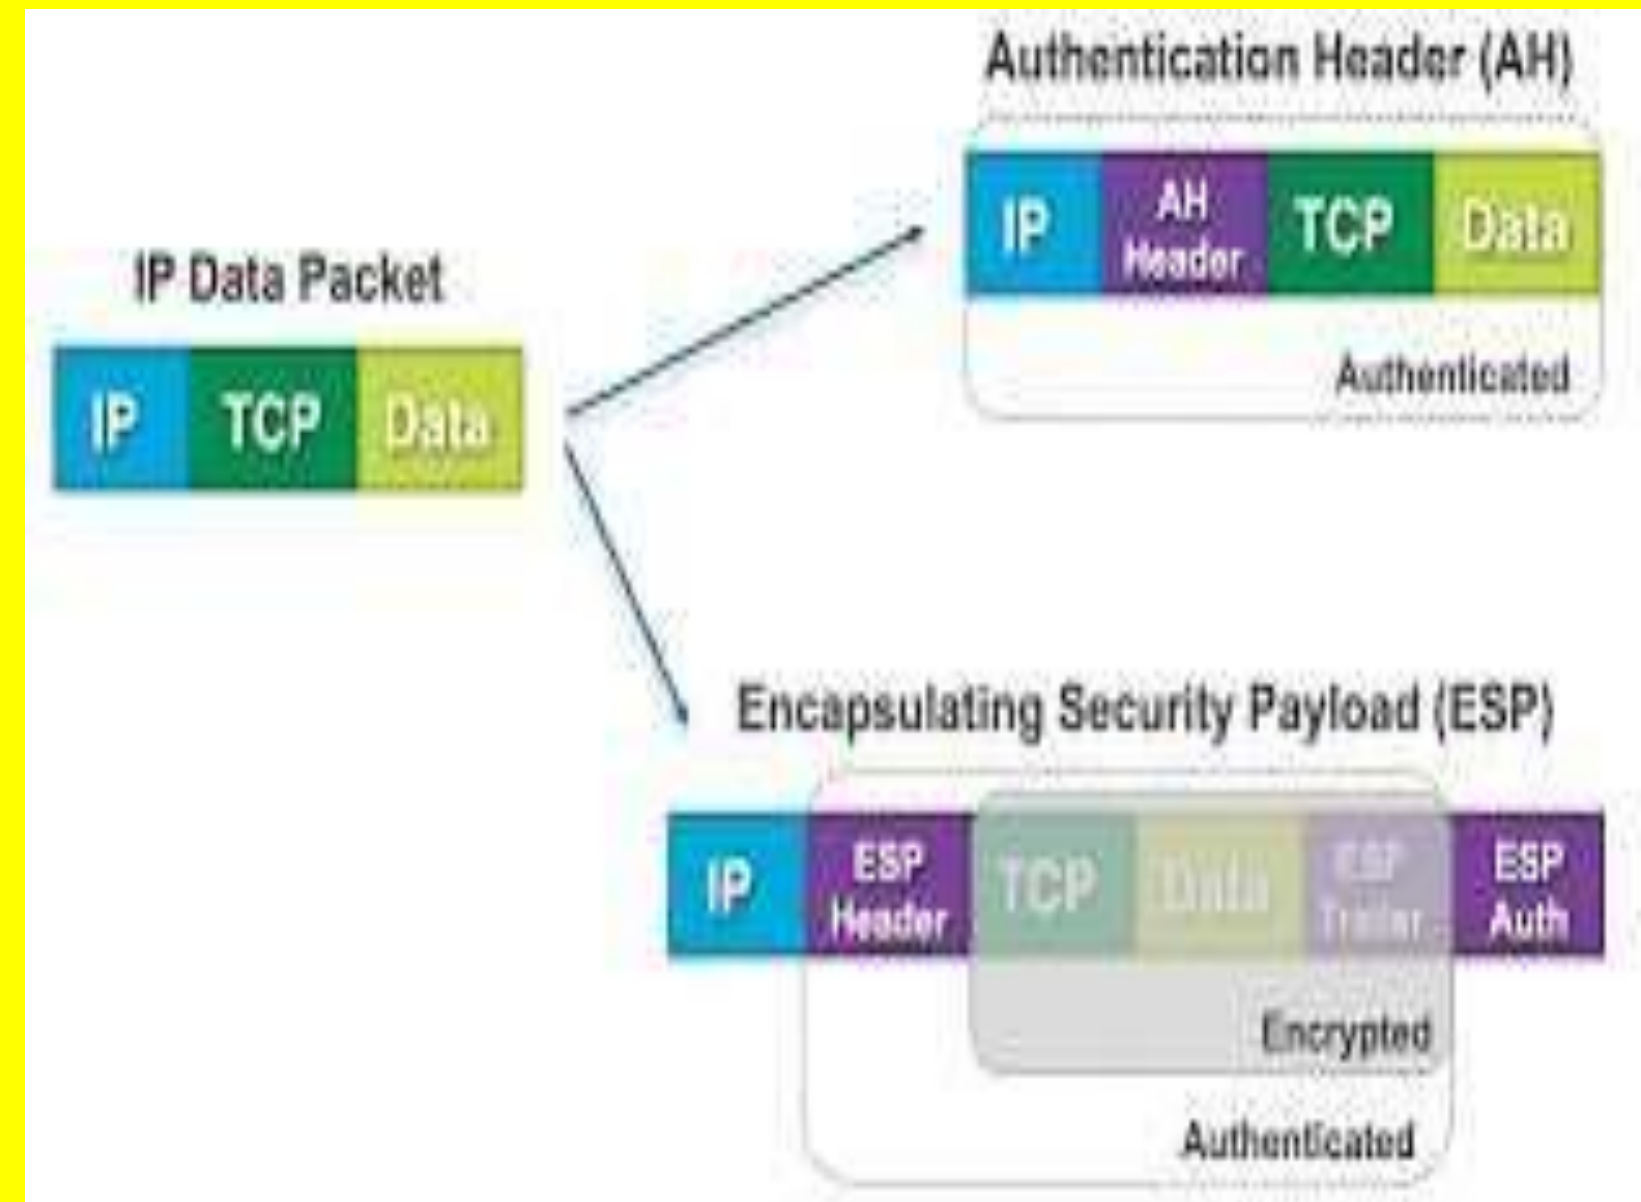 Authentication Header (AH)
IP AH Header TCP Data
Authenticated
IP Data Packet
IP TCP Data
Encapsulating Security Payload (ESP)
IP ESP Header TCP Data ESP Trailer ESP Auth
Encrypted
Authenticated